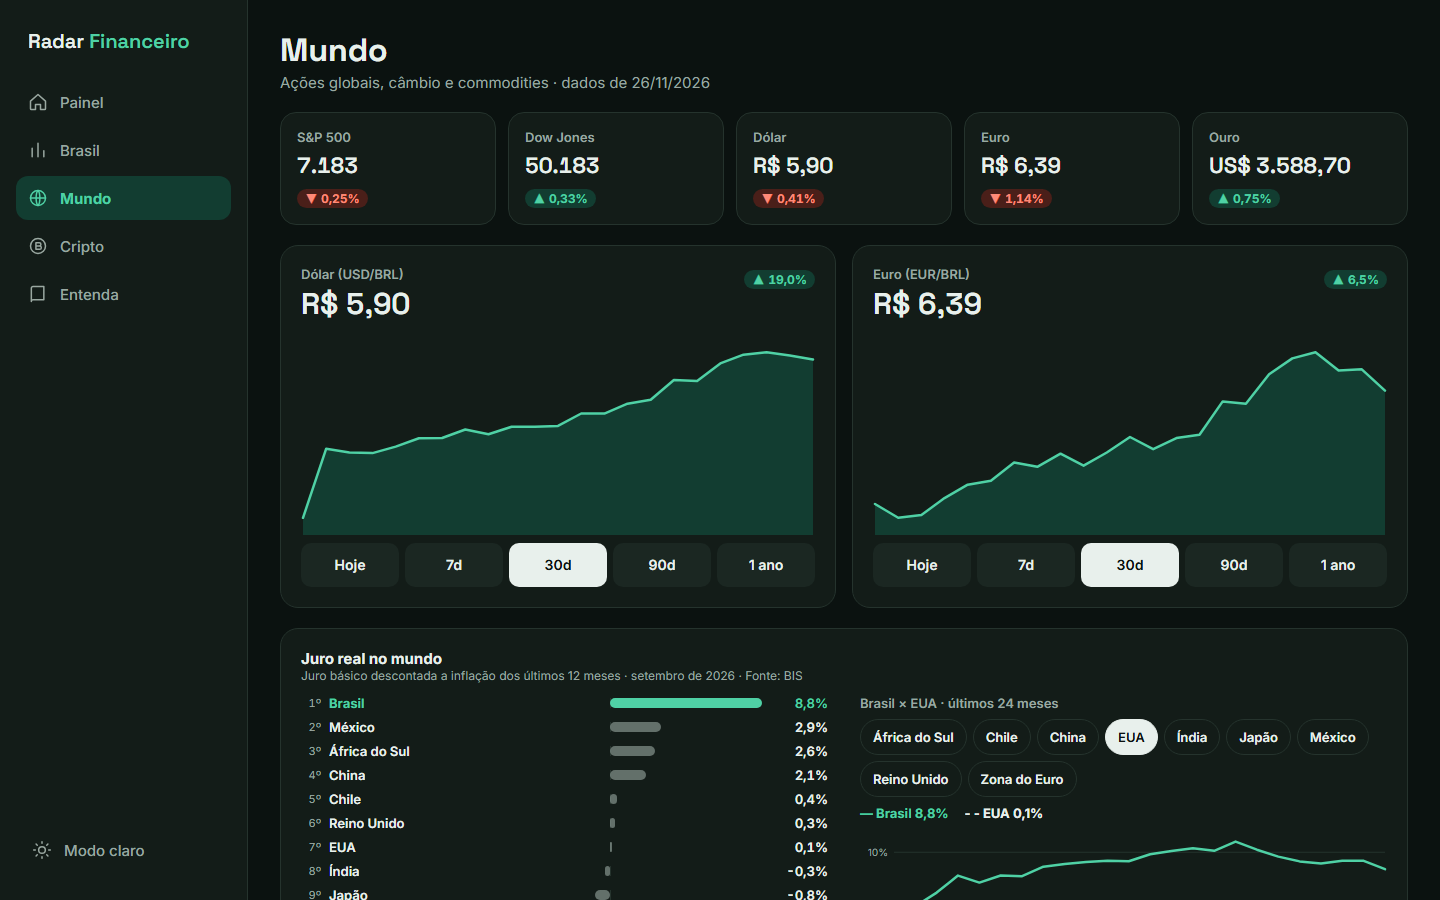 Radar Financeiro
Painel
Brasil
Mundo
Cripto
Entenda
Modo claro
Mundo
Ações globais, câmbio e commodities · dados de 26/11/2026
S&P 500
7.183
▼ 0,25%
Dow Jones
50.183
▲ 0,33%
Dólar
R$ 5,90
▼ 0,41%
Euro
R$ 6,39
▼ 1,14%
Ouro
US$ 3.588,70
▲ 0,75%
Dólar (USD/BRL)
R$ 5,90
▲ 19,0%
Hoje 7d 30d 90d 1 ano
Euro (EUR/BRL)
R$ 6,39
▲ 6,5%
Hoje 7d 30d 90d 1 ano
Juro real no mundo
Juro básico descontada a inflação dos últimos 12 meses · setembro de 2026 · Fonte: BIS
1º Brasil 8,8%
2º México 2,9%
3º África do Sul 2,6%
4º China 2,1%
5º Chile 0,4%
6º Reino Unido 0,3%
7º EUA 0,1%
8º Índia -0,3%
9º Japão -0,8%
Brasil × EUA · últimos 24 meses
África do Sul Chile China EUA Índia Japão México
Reino Unido Zona do Euro
— Brasil 8,8% - - EUA 0,1%
10%